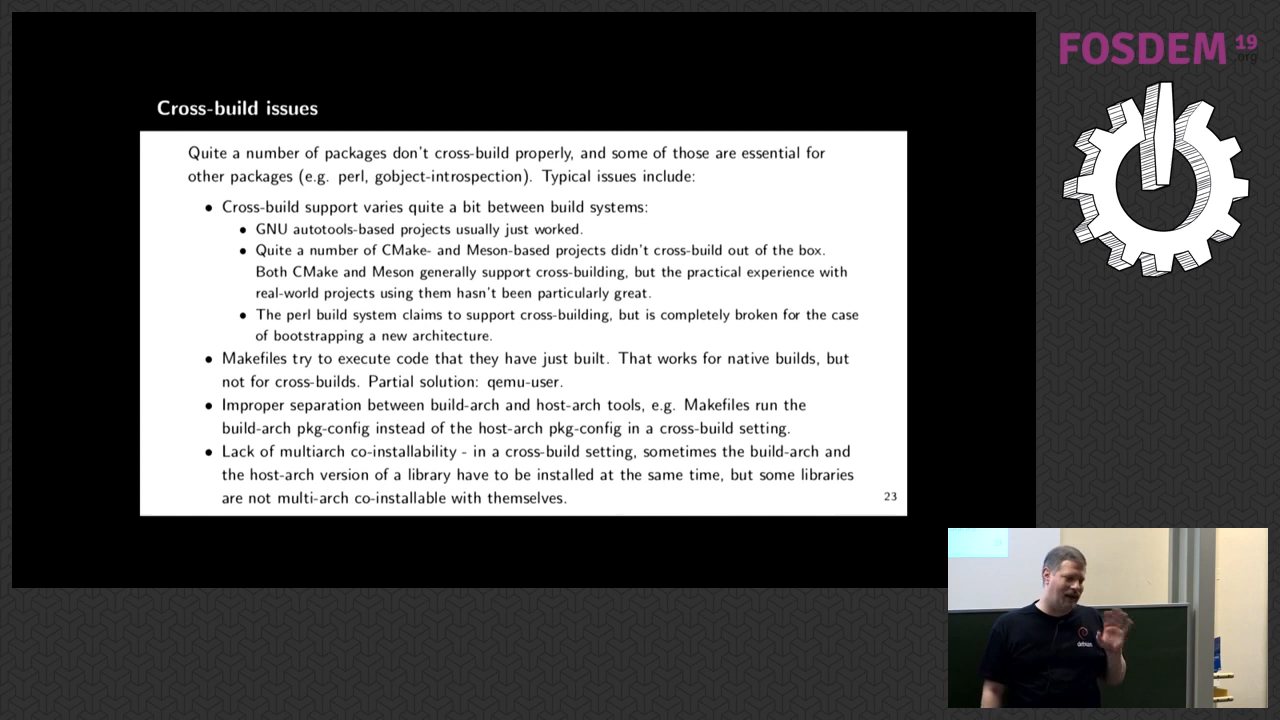 FOSDEM 19
.org
Cross-build issues
Quite a number of packages don't cross-build properly, and some of those are essential for
other packages (e.g. perl, gobject-introspection). Typical issues include:
• Cross-build support varies quite a bit between build systems:
• GNU autotools-based projects usually just worked.
• Quite a number of CMake- and Meson-based projects didn't cross-build out of the box.
Both CMake and Meson generally support cross-building, but the practical experience with
real-world projects using them hasn't been particularly great.
• The perl build system claims to support cross-building, but is completely broken for the case
of bootstrapping a new architecture.
• Makefiles try to execute code that they have just built. That works for native builds, but
not for cross-builds. Partial solution: qemu-user.
• Improper separation between build-arch and host-arch tools, e.g. Makefiles run the
build-arch pkg-config instead of the host-arch pkg-config in a cross-build setting.
• Lack of multiarch co-installability - in a cross-build setting, sometimes the build-arch and
the host-arch version of a library have to be installed at the same time, but some libraries
are not multi-arch co-installable with themselves.
23
debian